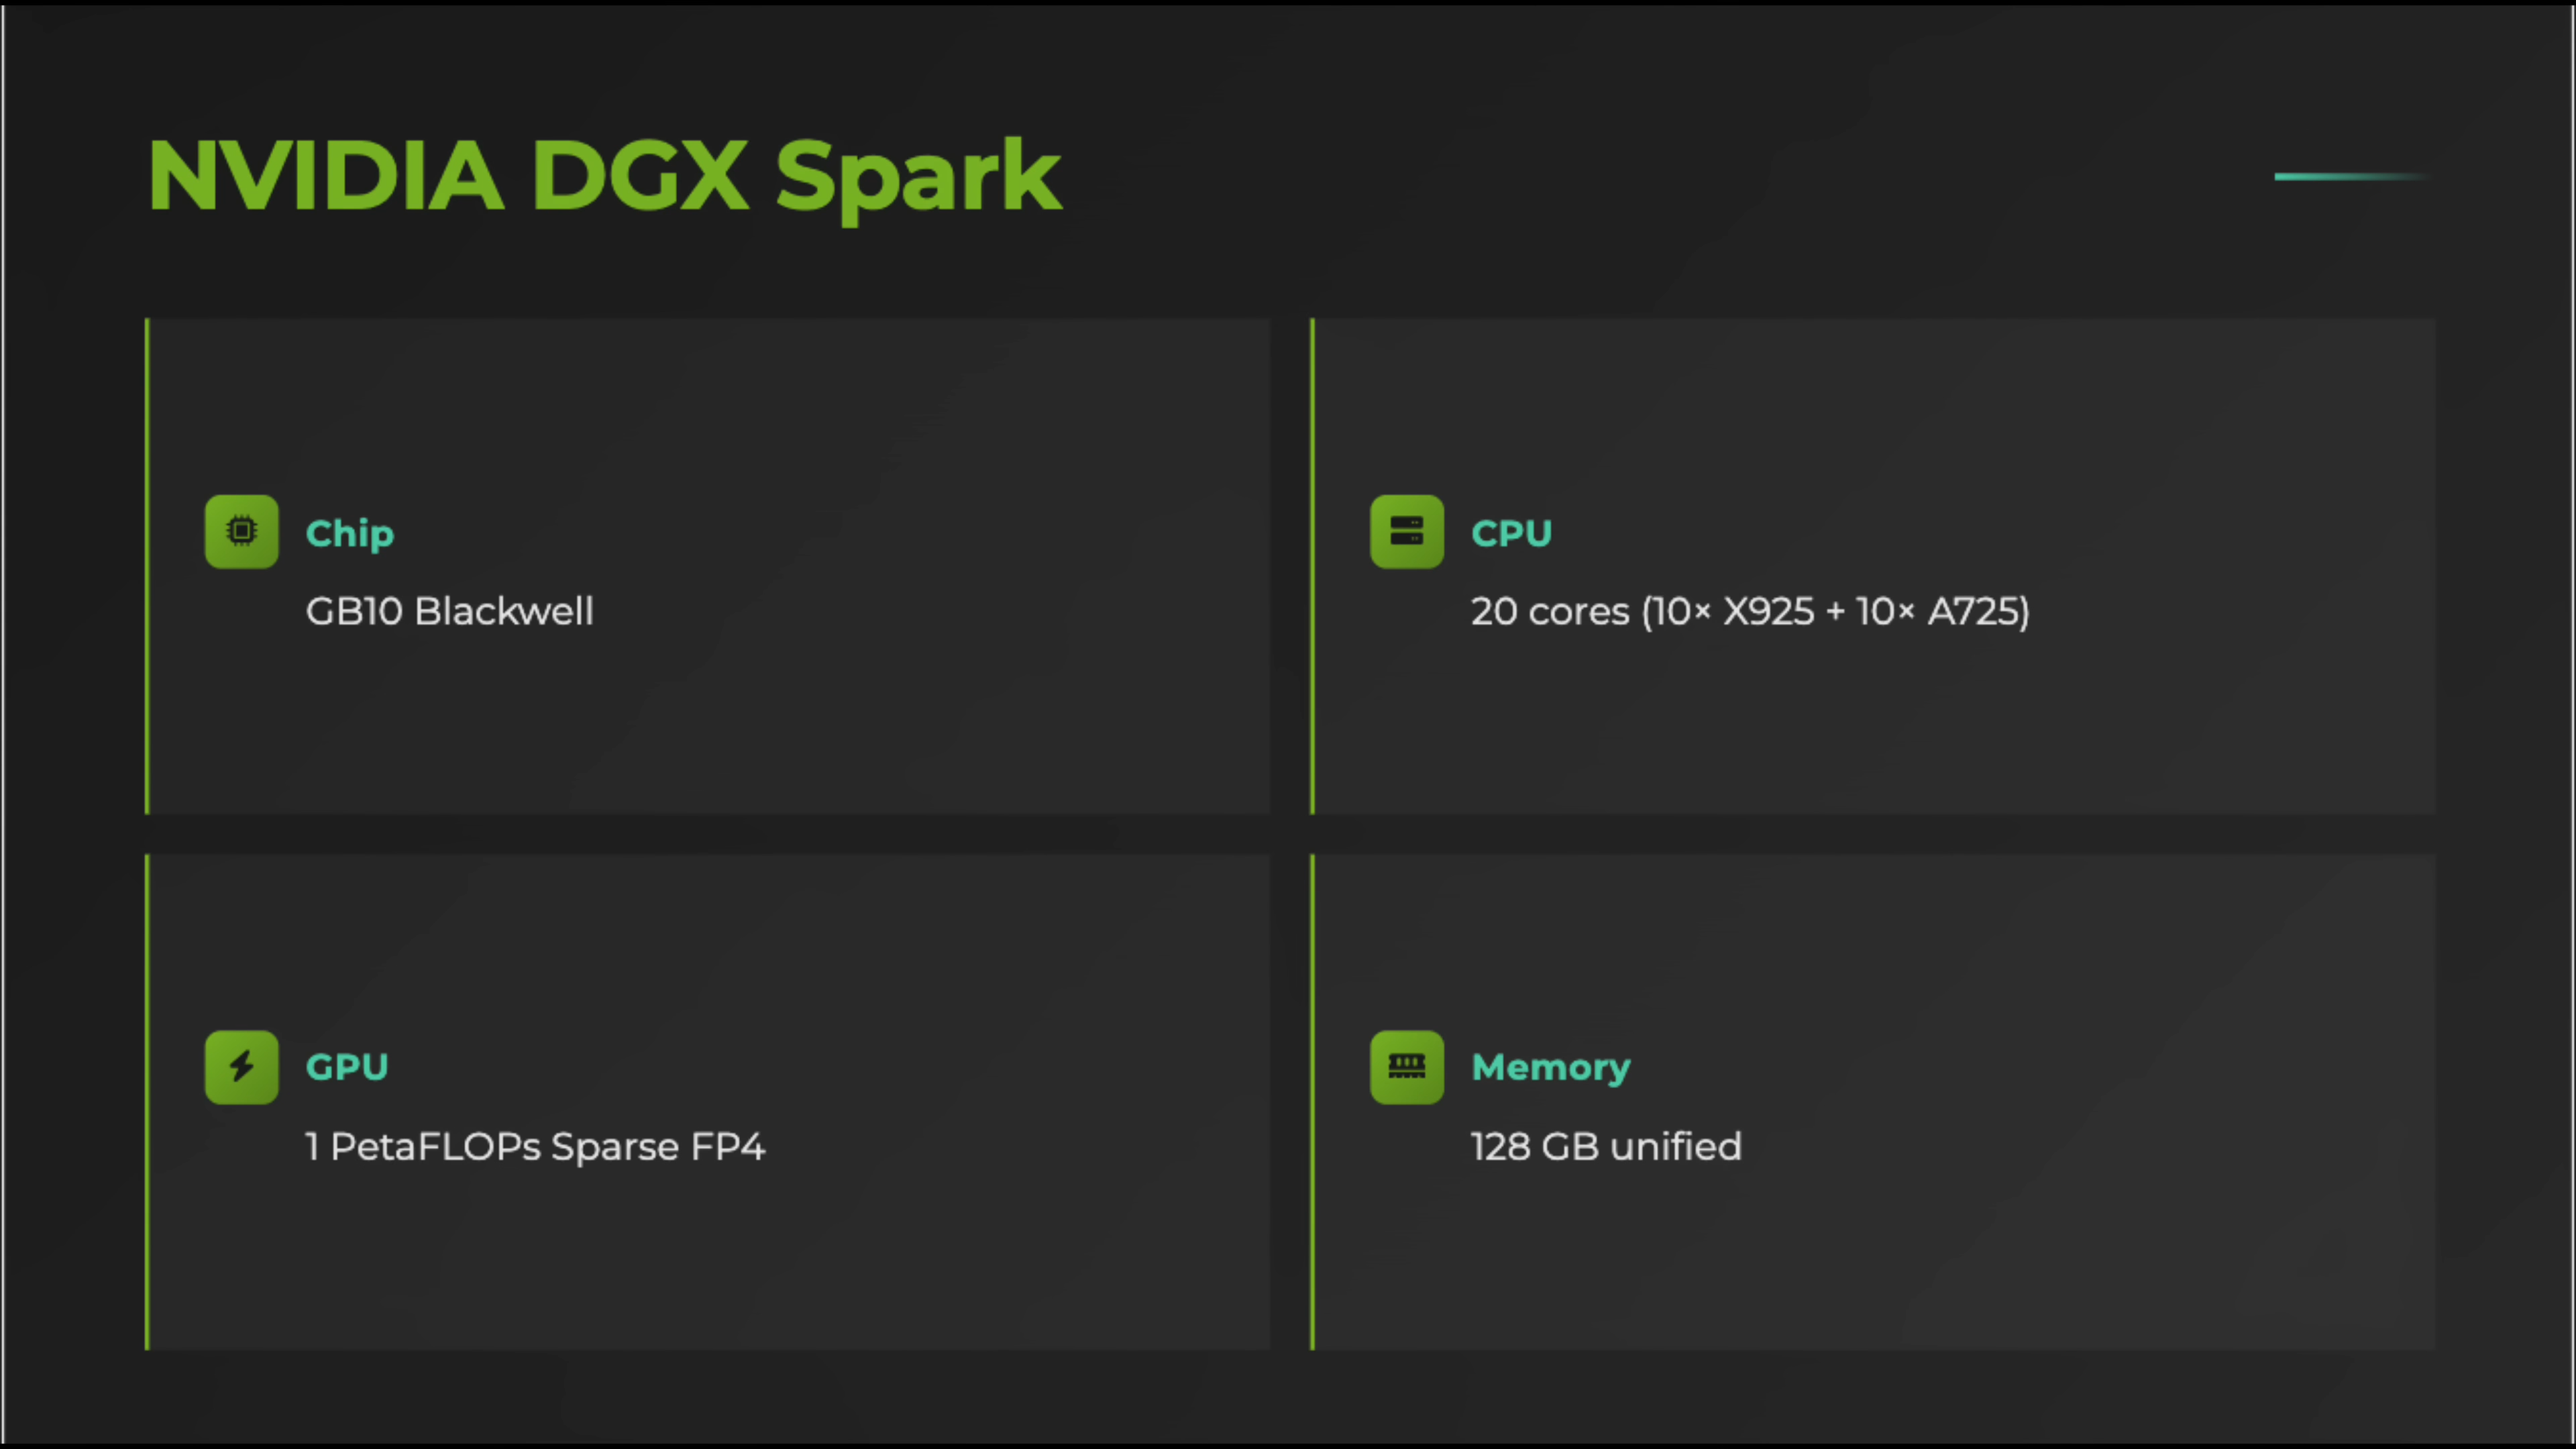 NVIDIA DGX Spark
Chip
GB10 Blackwell
CPU
20 cores (10× X925 + 10× A725)
GPU
1 PetaFLOPs Sparse FP4
Memory
128 GB unified